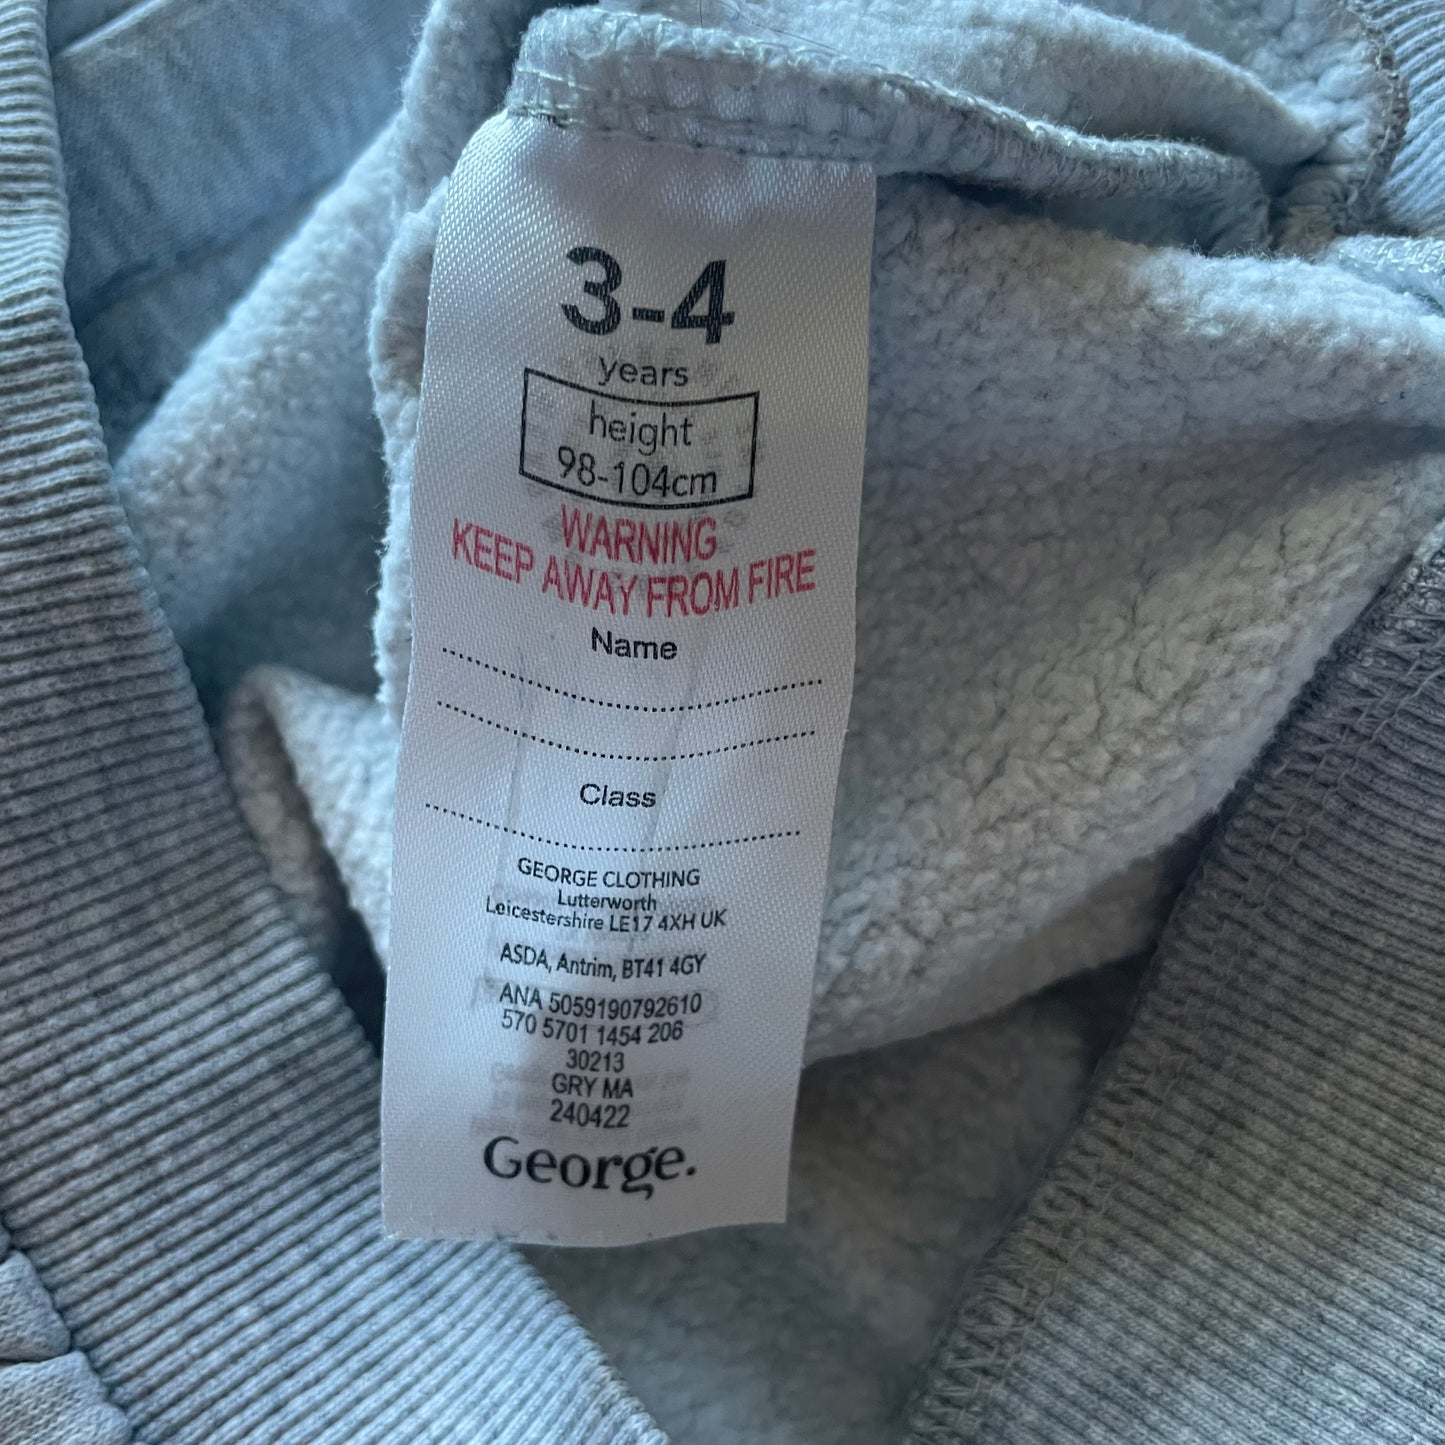 3-4
years
height
98-104cm
WARNING
KEEP AWAY FROM FIRE
Name
Class
GEORGE CLOTHING
Lutterworth
Leicestershire LE17 4XH UK
ASDA, Antrim, BT41 4GY
ANA 5059190792610
570 5701 1454 206
30213
GRY MA
240422
George.